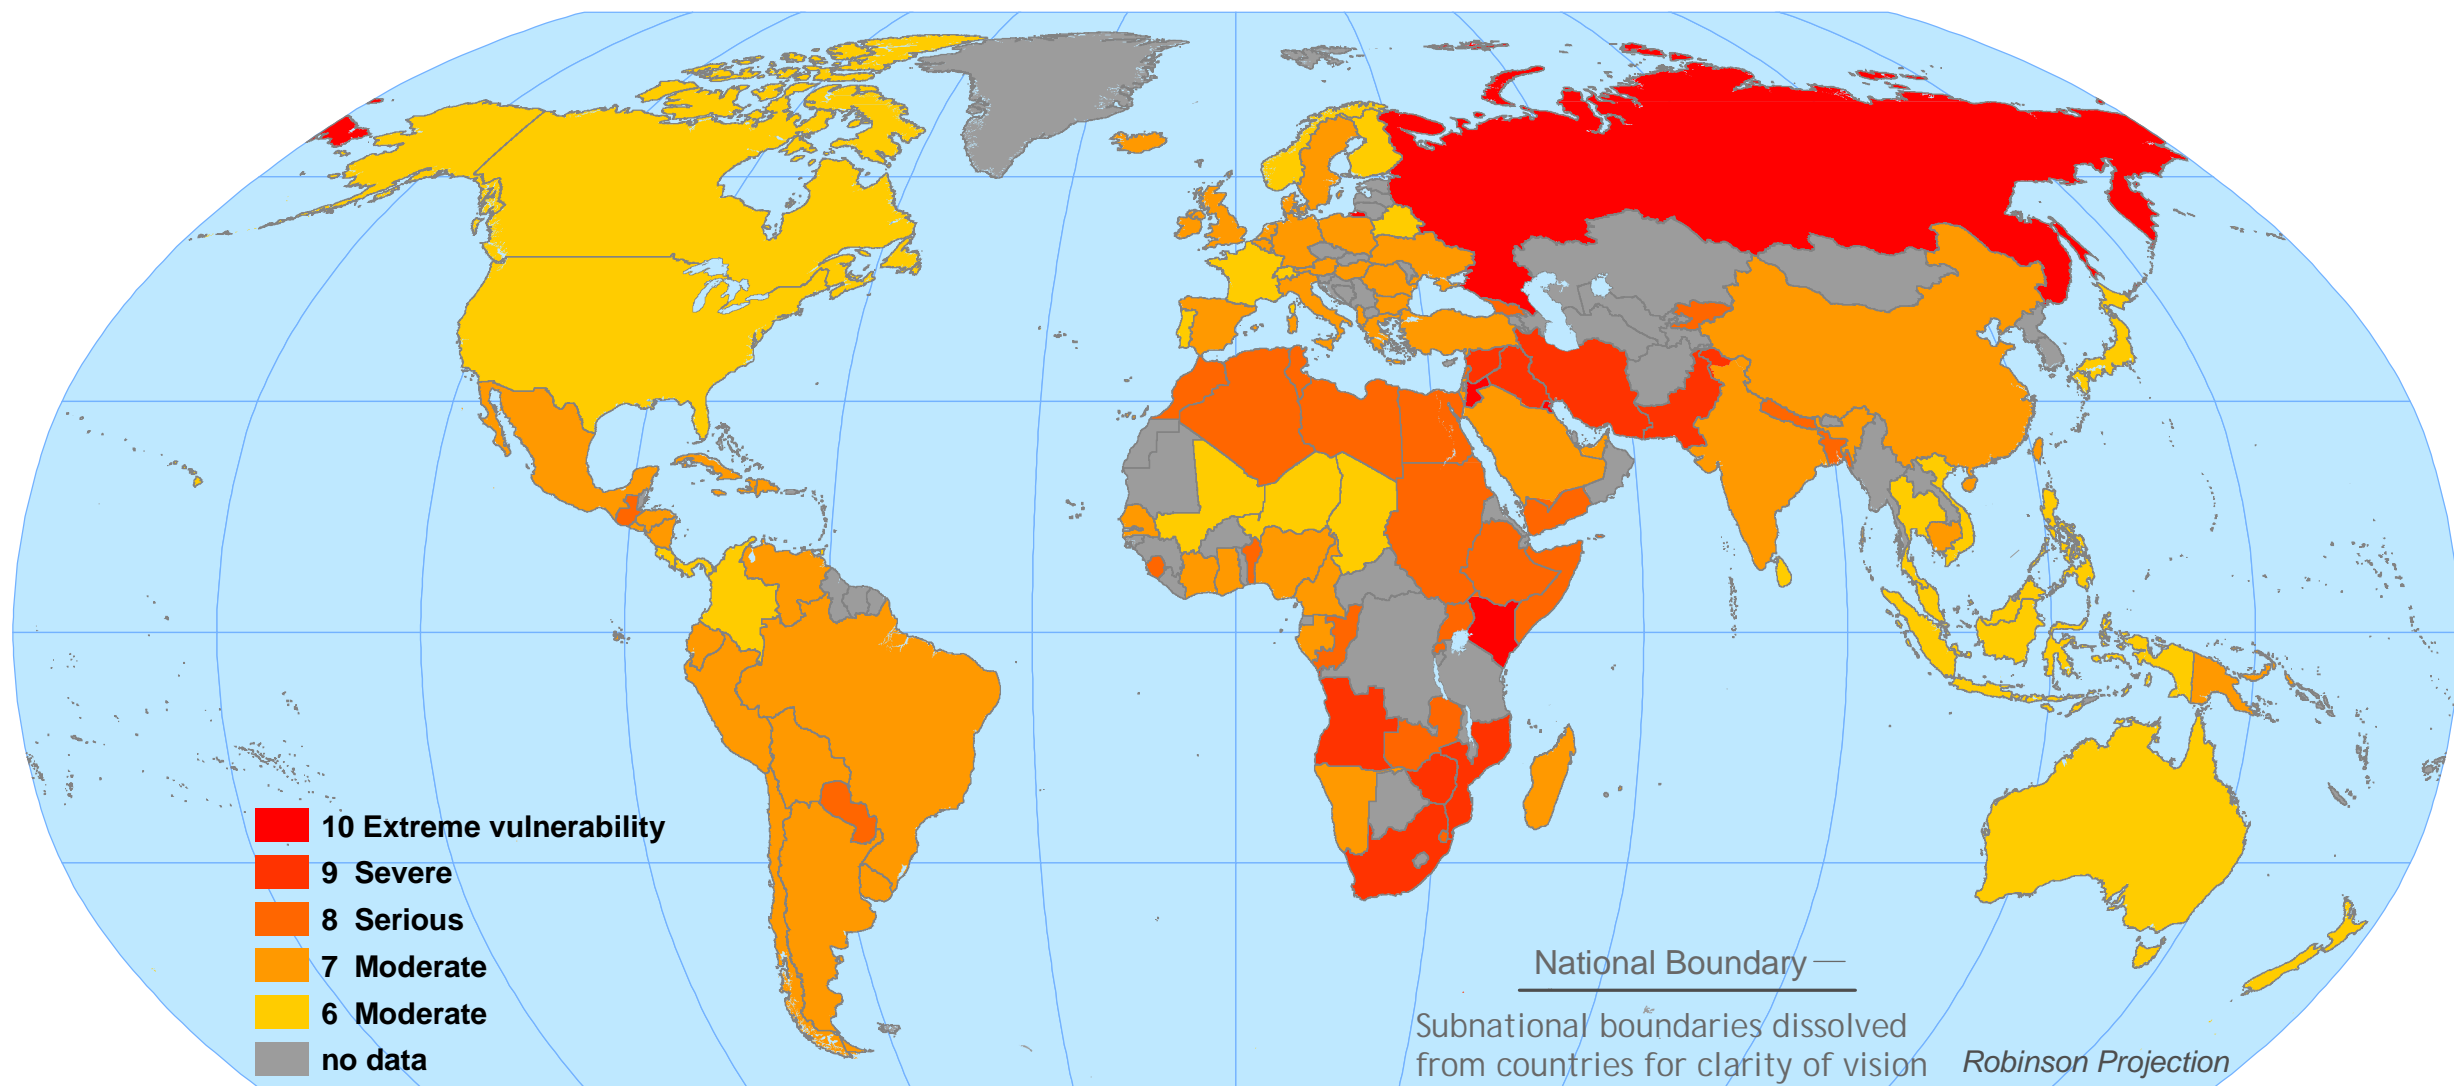 10 Extreme vulnerability
9 Severe
8 Serious
7 Moderate
6 Moderate
no data
National Boundary
Subnational boundaries dissolved
from countries for clarity of vision
Robinson Projection